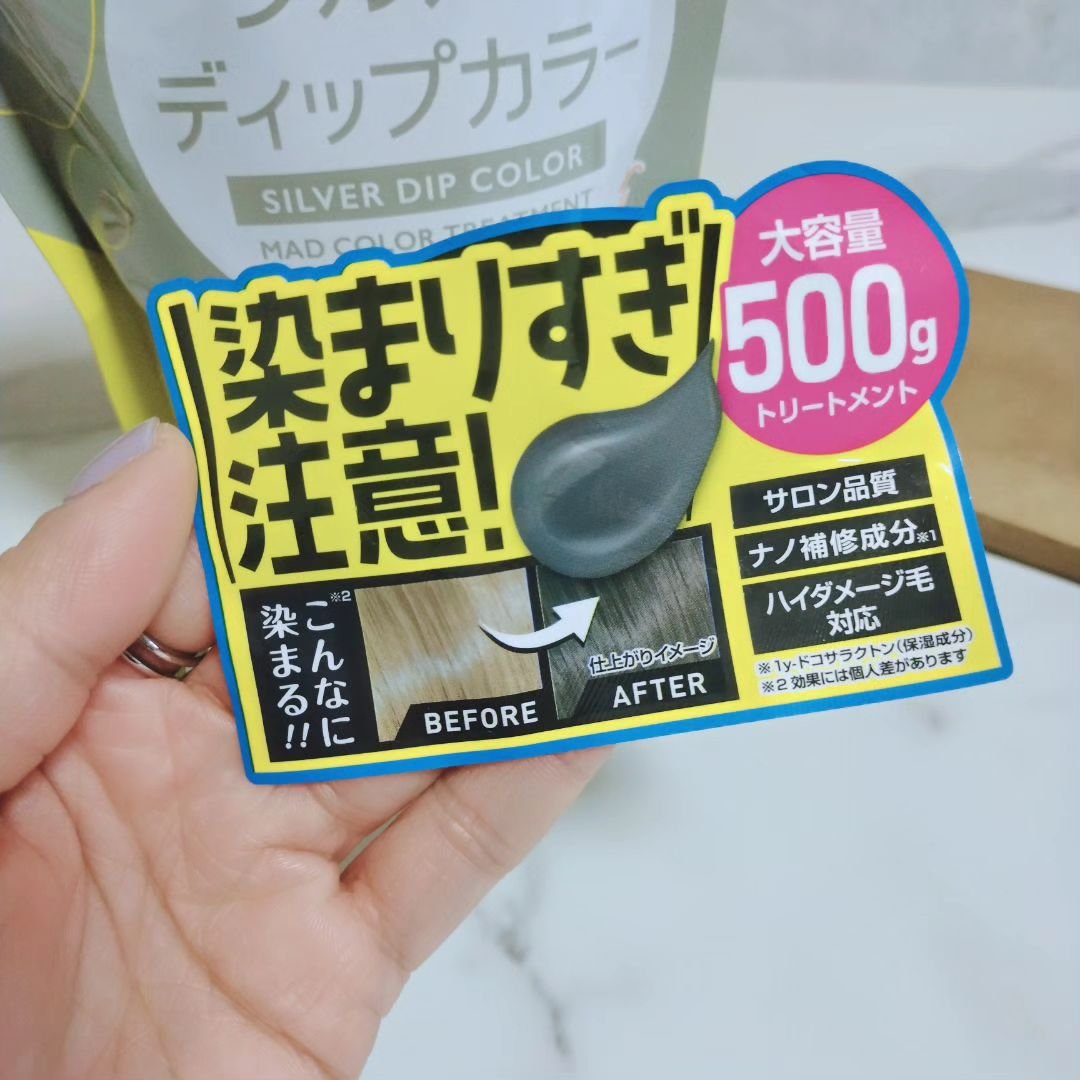 ディップカラー
SILVER DIP COLOR
MAD COLOR TREATMENT
染まりすぎ
注意!
大容量
500g
トリートメント
サロン品質
ナノ補修成分※1
ハイダメージ毛
対応
※1γ-ドコサラクトン(保湿成分)
※2効果には個人差があります
※2
こんなに
染まる!!
BEFORE
仕上がりイメージ
AFTER